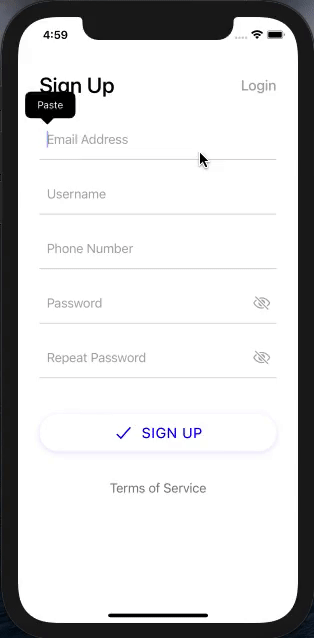 4:59
Sign Up
Login
Paste
Email Address
Username
Phone Number
Password
Repeat Password
SIGN UP
Terms of Service